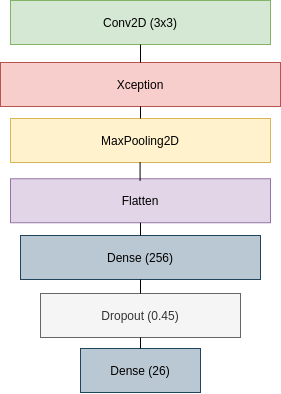 Conv2D (3x3)
Xception
MaxPooling2D
Flatten
Dense (256)
Dropout (0.45)
Dense (26)